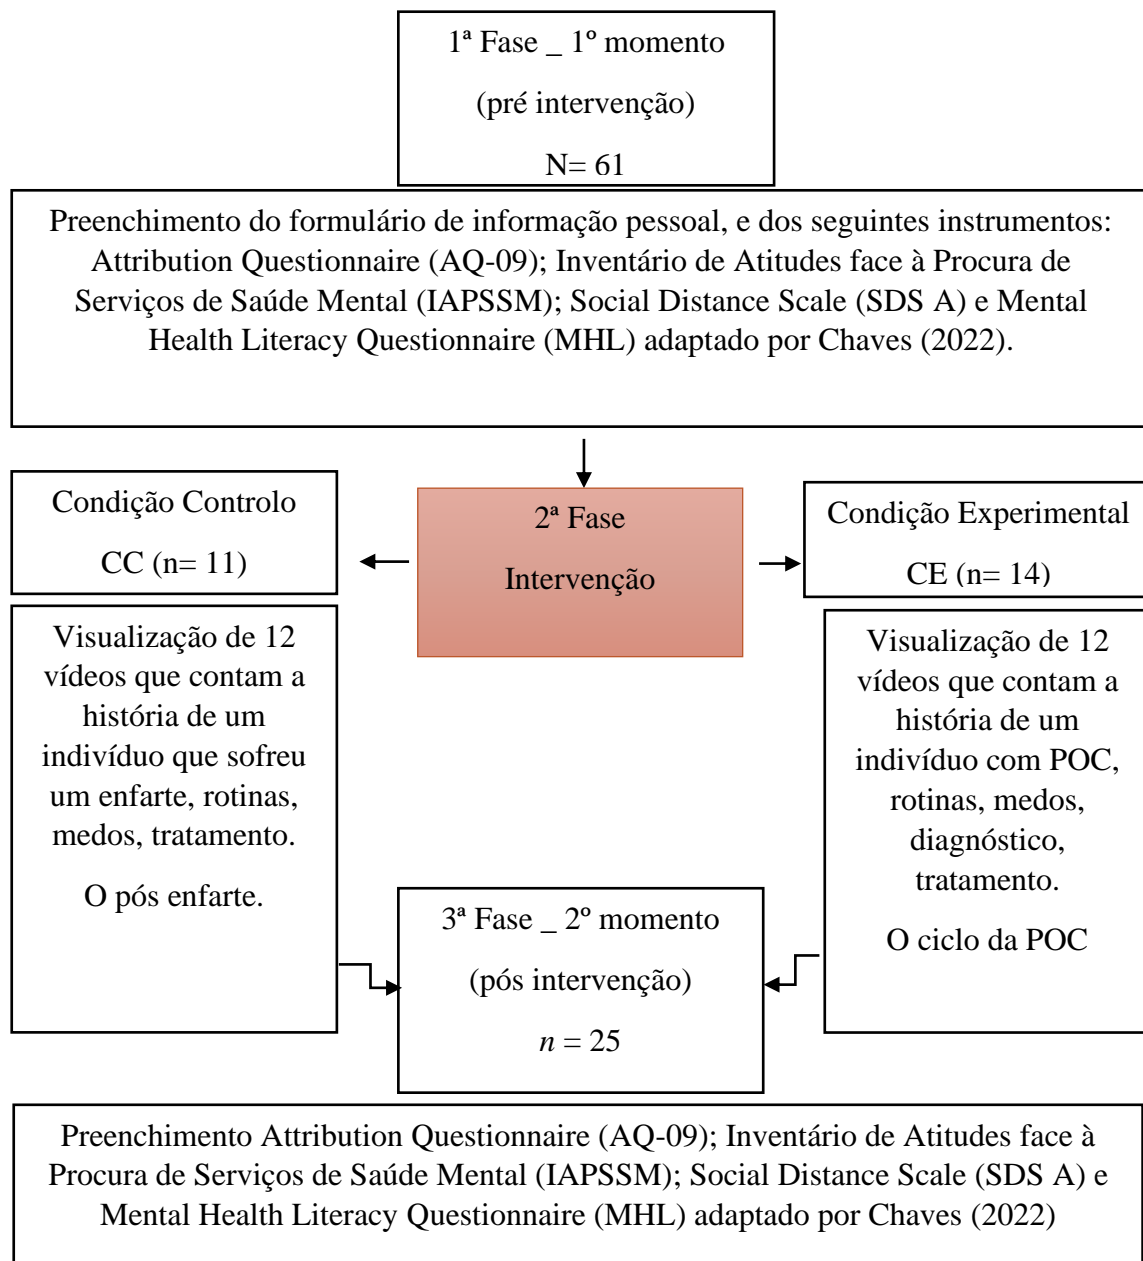 1ª Fase _ 1º momento
(pré intervenção)
N= 61
Preenchimento do formulário de informação pessoal, e dos seguintes instrumentos:
Attribution Questionnaire (AQ-09); Inventário de Atitudes face à Procura de
Serviços de Saúde Mental (IAPSSM); Social Distance Scale (SDS A) e Mental
Health Literacy Questionnaire (MHL) adaptado por Chaves (2022).
Condição Controlo
CC (n= 11)
2ª Fase
Intervenção
Condição Experimental
CE (n= 14)
Visualização de 12
vídeos que contam a
história de um
indivíduo que sofreu
um enfarte, rotinas,
medos, tratamento.
O pós enfarte.
Visualização de 12
vídeos que contam a
história de um
indivíduo com POC,
rotinas, medos,
diagnóstico,
tratamento.
O ciclo da POC
3ª Fase _ 2º momento
(pós intervenção)
n = 25
Preenchimento Attribution Questionnaire (AQ-09); Inventário de Atitudes face à
Procura de Serviços de Saúde Mental (IAPSSM); Social Distance Scale (SDS A) e
Mental Health Literacy Questionnaire (MHL) adaptado por Chaves (2022)